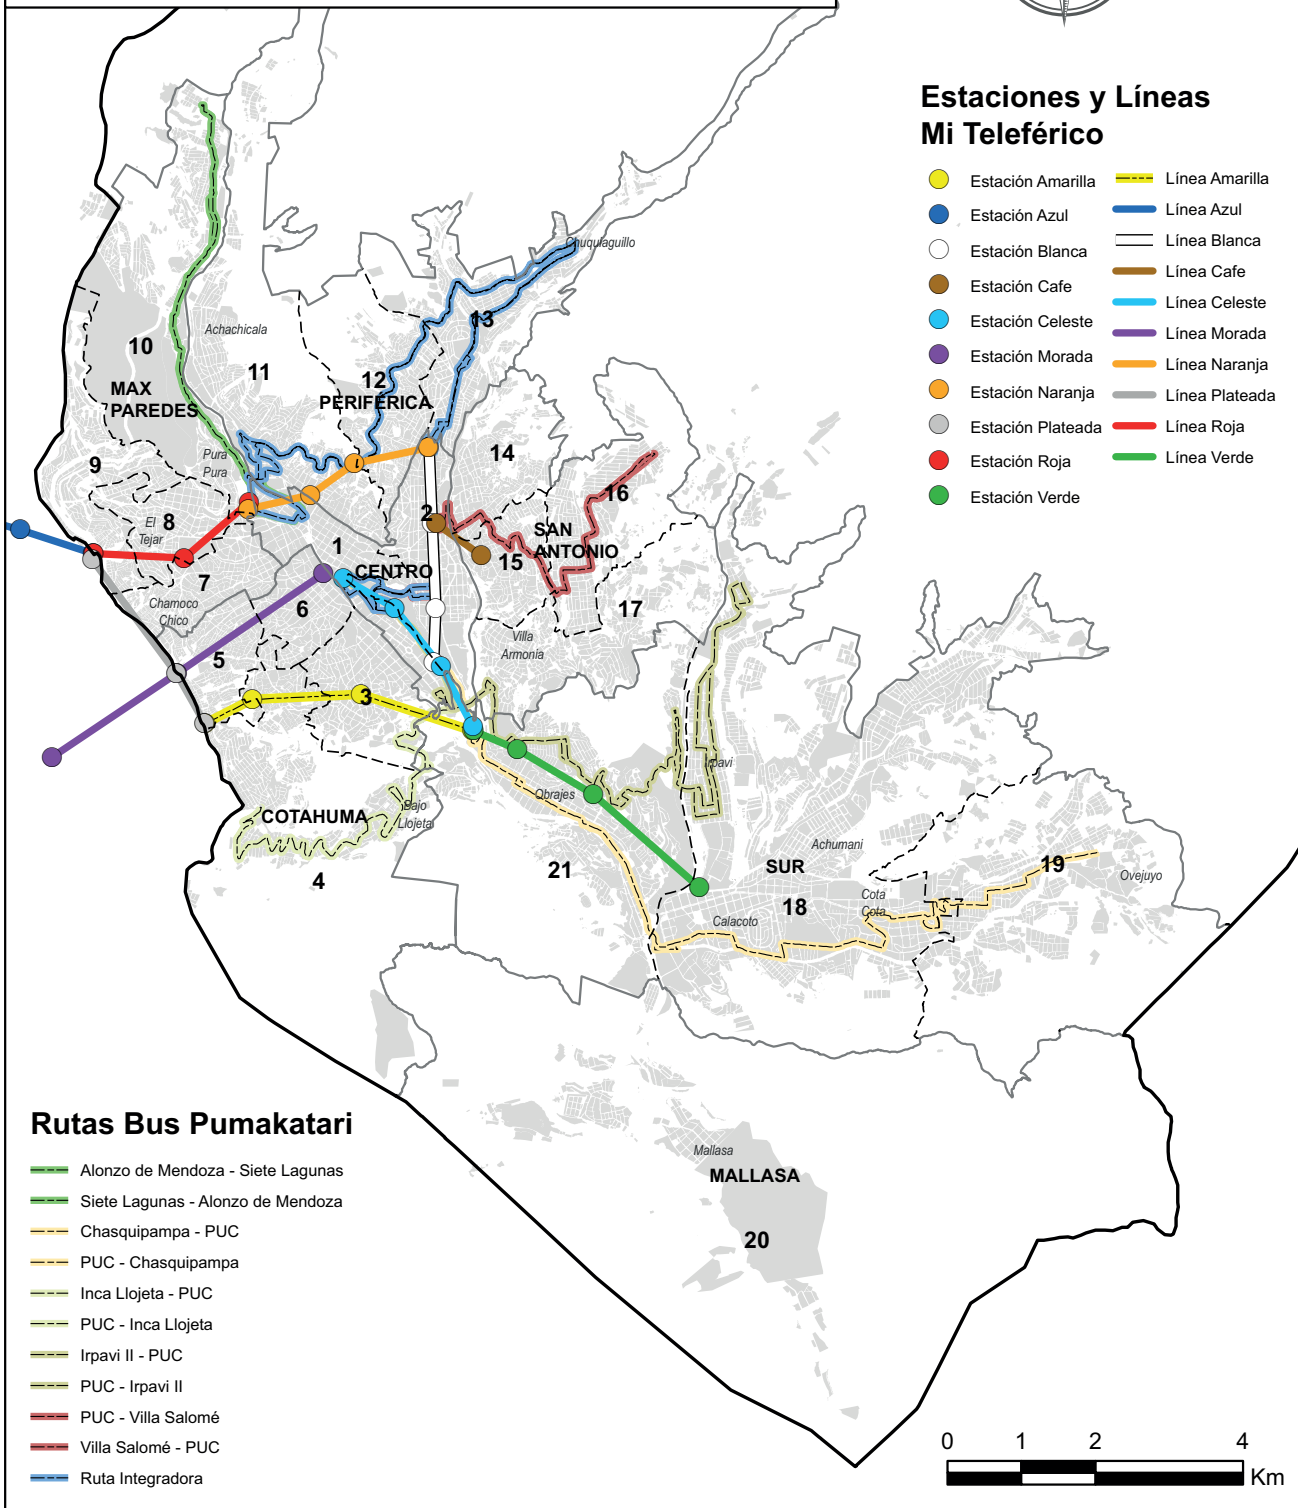 Estaciones y Líneas
Mi Teleférico
Estación Amarilla
Estación Azul
Estación Blanca
Estación Cafe
Estación Celeste
Estación Morada
Estación Naranja
Estación Plateada
Estación Roja
Estación Verde
Línea Amarilla
Línea Azul
Línea Blanca
Línea Cafe
Línea Celeste
Línea Morada
Línea Naranja
Línea Plateada
Línea Roja
Línea Verde
Chuquiaguillo
13
Achachicala
10
11
12
MAX
PAREDES
PERIFÉRICA
Pura
Pura
9
14
16
8
El
Tejar
2
SAN
ANTONIO
1
15
CENTRO
7
Chamoco
Chico
6
17
Villa
Armonía
5
3
Irpavi
Obrajes
Bajo
Llojeta
COTAHUMA
4
21
SUR
Achumani
19
Ovejuyo
18
Cota
Cota
Calacoto
Mallasa
MALLASA
20
Rutas Bus Pumakatari
Alonzo de Mendoza - Siete Lagunas
Siete Lagunas - Alonzo de Mendoza
Chasquipampa - PUC
PUC - Chasquipampa
Inca Llojeta - PUC
PUC - Inca Llojeta
Irpavi II - PUC
PUC - Irpavi II
PUC - Villa Salomé
Villa Salomé - PUC
Ruta Integradora
0 1 2 4
Km